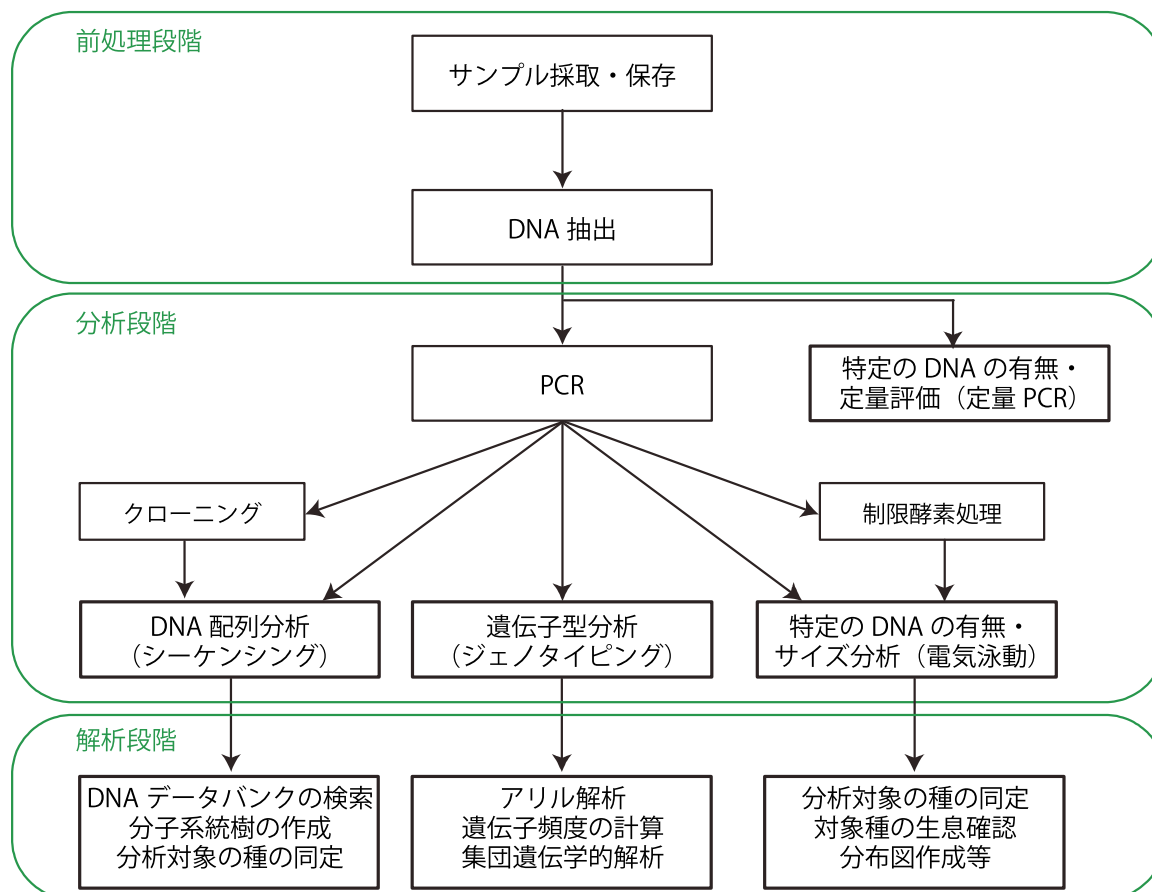 前処理段階
サンプル採取・保存
DNA 抽出
分析段階
PCR
特定の DNA の有無・
定量評価（定量 PCR）
クローニング
制限酵素処理
DNA 配列分析
（シーケンシング）
遺伝子型分析
（ジェノタイピング）
特定の DNA の有無・
サイズ分析（電気泳動）
解析段階
DNA データバンクの検索
分子系統樹の作成
分析対象の種の同定
アリル解析
遺伝子頻度の計算
集団遺伝学的解析
分析対象の種の同定
対象種の生息確認
分布図作成等